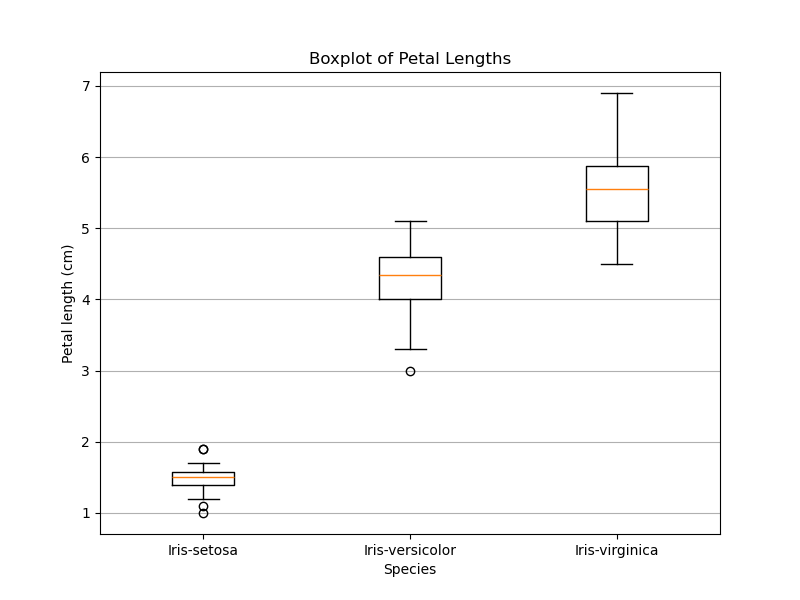 Boxplot of Petal Lengths
Petal length (cm)
7
6
5
4
3
2
1
Iris-setosa Iris-versicolor Iris-virginica
Species